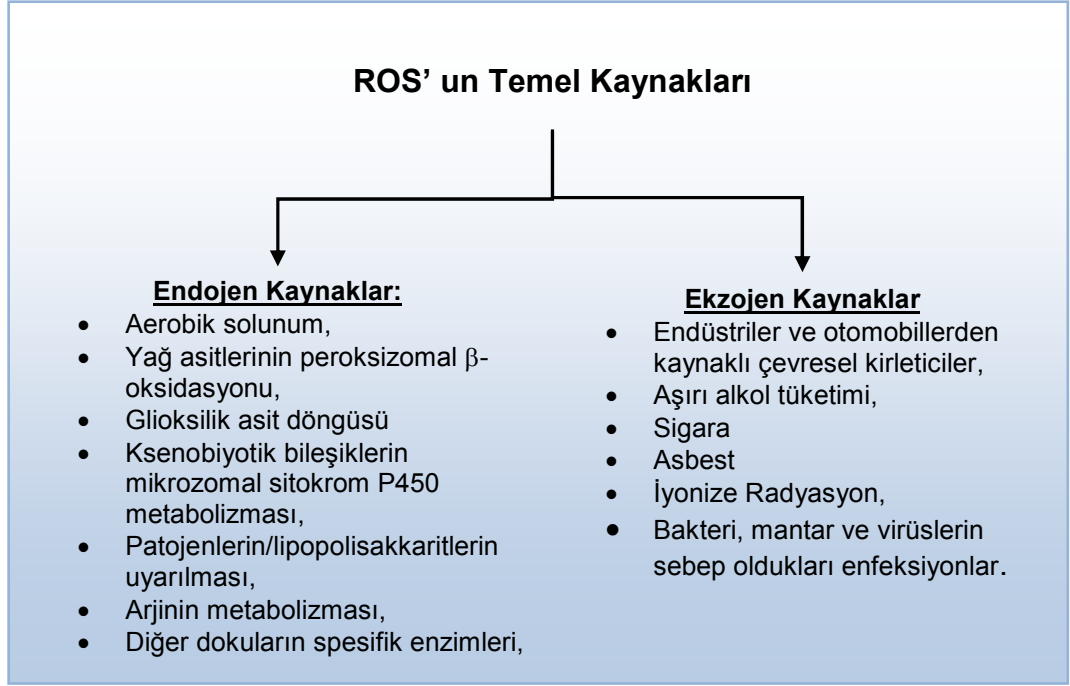 ROS’ un Temel Kaynakları
Endojen Kaynaklar:
• Aerobik solunum,
• Yağ asitlerinin peroksizomal β-
oksidasyonu,
• Glioksilik asit döngüsü
• Ksenobiyotik bileşiklerin
mikrozomal sitokrom P450
metabolizması,
• Patojenlerin/lipopolisakkaritlerin
uyarılması,
• Arjinin metabolizması,
• Diğer dokuların spesifik enzimleri,
Ekzojen Kaynaklar
• Endüstriler ve otomobillerden
kaynaklı çevresel kirleticiler,
• Aşırı alkol tüketimi,
• Sigara
• Asbest
• İyonize Radyasyon,
• Bakteri, mantar ve virüslerin
sebep oldukları enfeksiyonlar.